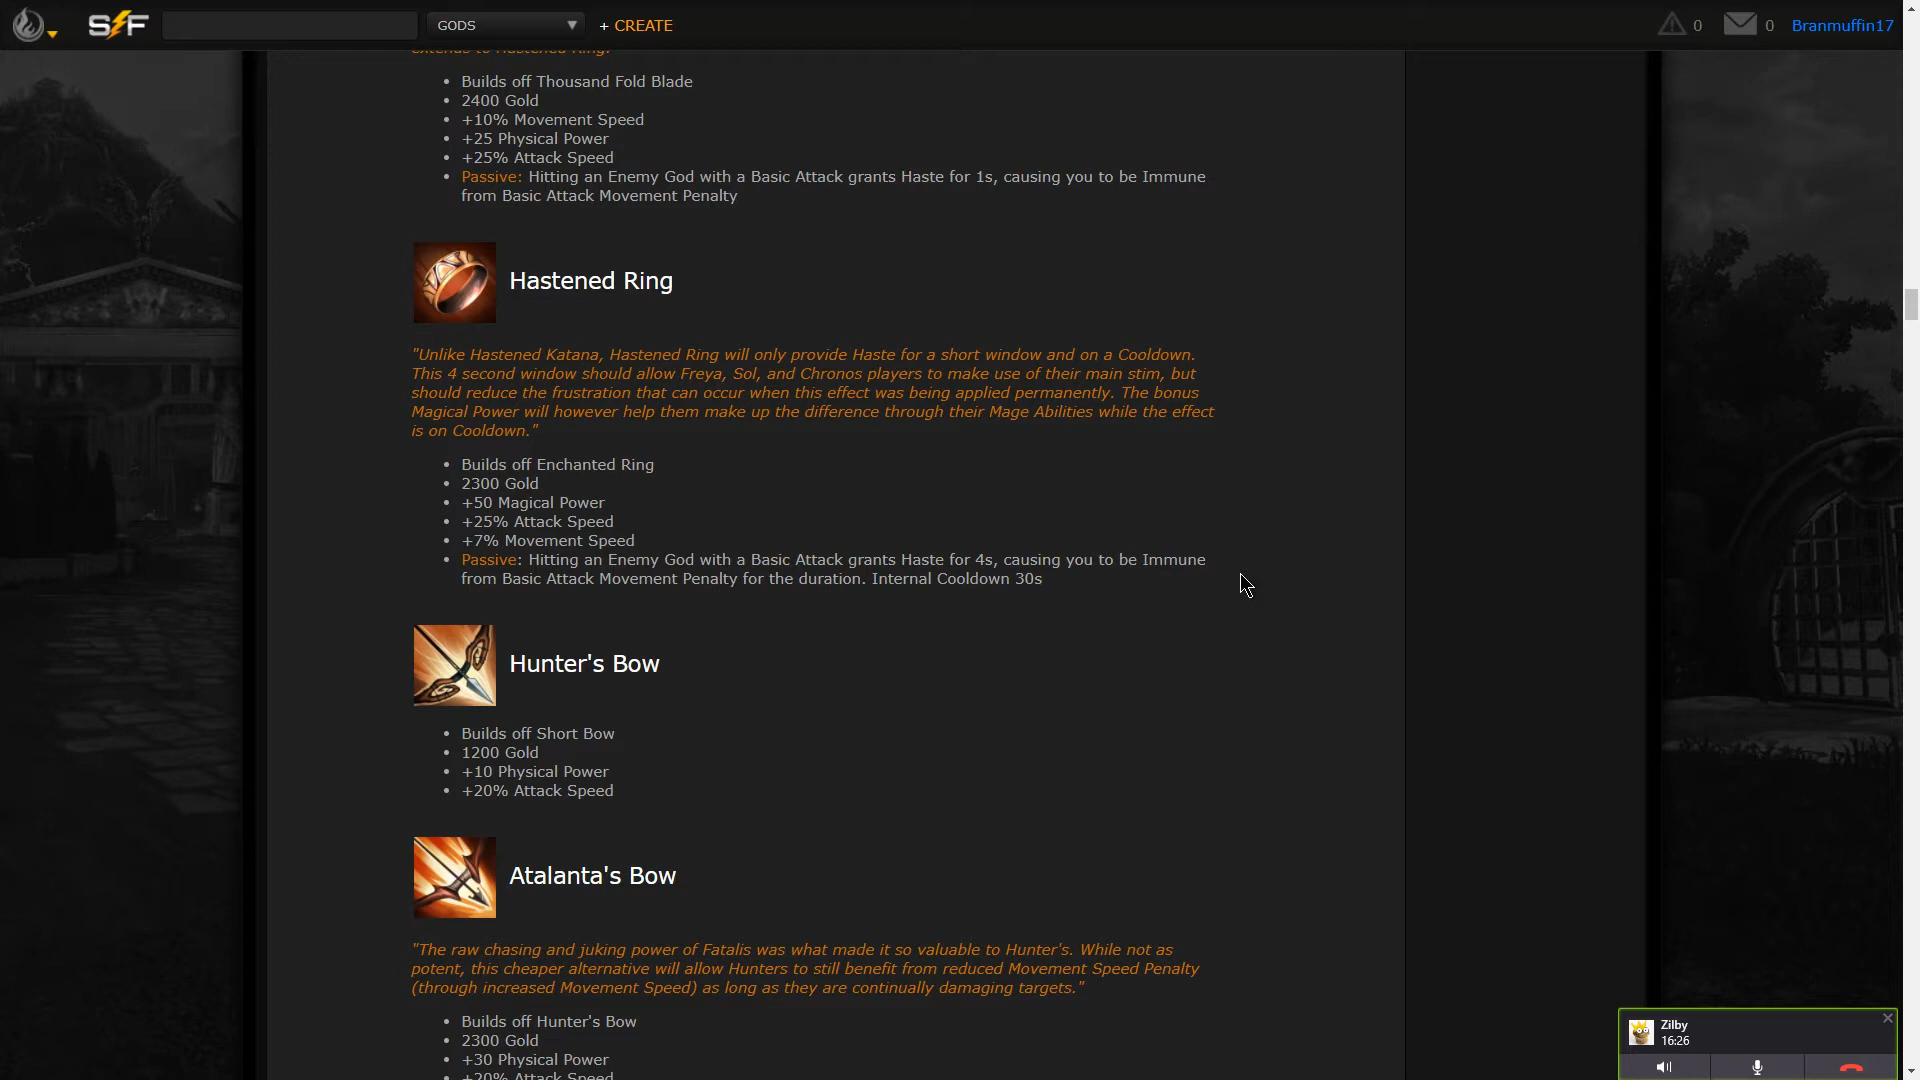 SF
GODS
+ CREATE
0
0
Branmuffin17
extends to Hastened Ring.
• Builds off Thousand Fold Blade
• 2400 Gold
• +10% Movement Speed
• +25 Physical Power
• +25% Attack Speed
• Passive: Hitting an Enemy God with a Basic Attack grants Haste for 1s, causing you to be Immune
from Basic Attack Movement Penalty
Hastened Ring
"Unlike Hastened Katana, Hastened Ring will only provide Haste for a short window and on a Cooldown.
This 4 second window should allow Freya, Sol, and Chronos players to make use of their main stim, but
should reduce the frustration that can occur when this effect was being applied permanently. The bonus
Magical Power will however help them make up the difference through their Mage Abilities while the effect
is on Cooldown."
• Builds off Enchanted Ring
• 2300 Gold
• +50 Magical Power
• +25% Attack Speed
• +7% Movement Speed
• Passive: Hitting an Enemy God with a Basic Attack grants Haste for 4s, causing you to be Immune
from Basic Attack Movement Penalty for the duration. Internal Cooldown 30s
Hunter's Bow
• Builds off Short Bow
• 1200 Gold
• +10 Physical Power
• +20% Attack Speed
Atalanta's Bow
"The raw chasing and juking power of Fatalis was what made it so valuable to Hunter's. While not as
potent, this cheaper alternative will allow Hunters to still benefit from reduced Movement Speed Penalty
(through increased Movement Speed) as long as they are continually damaging targets."
• Builds off Hunter's Bow
• 2300 Gold
• +30 Physical Power
• +20% Attack Speed
Zilby
16:26